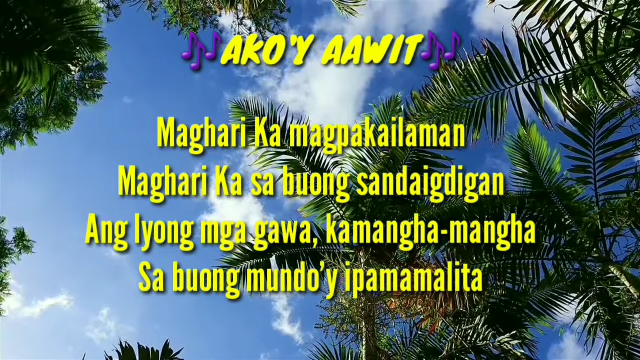 🎶AKO'Y AAWIT🎶
Maghari Ka magpakailaman
Maghari Ka sa buong sandaigdigan
Ang Iyong mga gawa, kamangha-mangha
Sa buong mundo'y ipamamalita